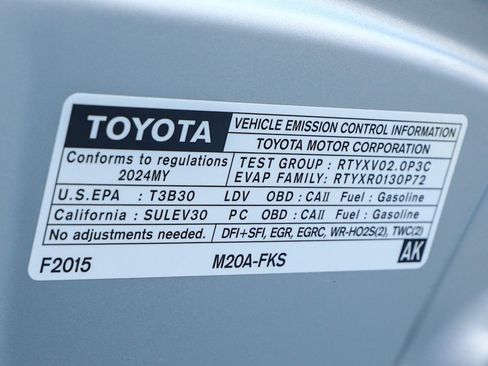 TOYOTA
VEHICLE EMISSION CONTROL INFORMATION
TOYOTA MOTOR CORPORATION
Conforms to regulations
2024MY
TEST GROUP : RTYXV02.0P3C
EVAP FAMILY: RTYXR0130P72
U.S.EPA : T3B30 LDV OBD : CAII Fuel : Gasoline
California : SULEV30 PC OBD : CAII Fuel : Gasoline
No adjustments needed. DFI+SFI, EGR, EGRC, WR-HO2S(2), TWC(2)
F2015 M20A-FKS AK